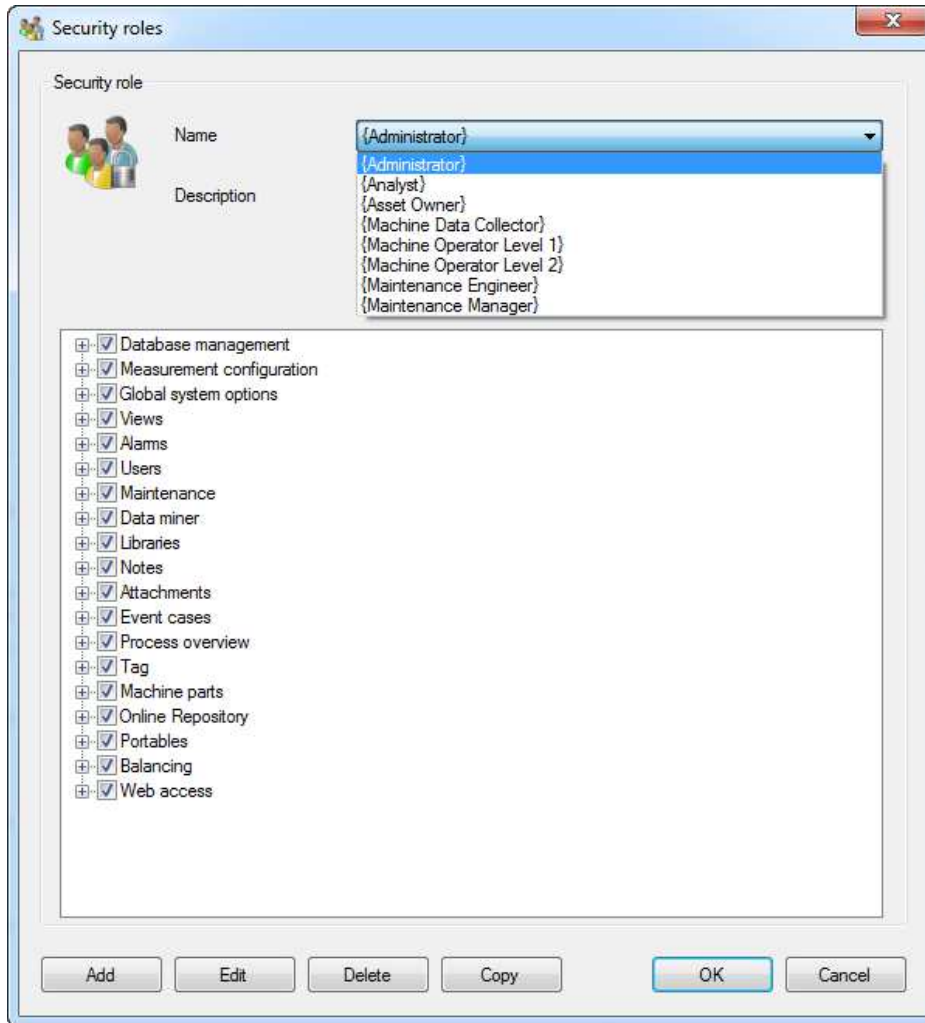 Security roles
Security role
Name
{Administrator}
{Administrator}
{Analyst}
{Asset Owner}
{Machine Data Collector}
{Machine Operator Level 1}
{Machine Operator Level 2}
{Maintenance Engineer}
{Maintenance Manager}
Description
Database management
Measurement configuration
Global system options
Views
Alarms
Users
Maintenance
Data miner
Libraries
Notes
Attachments
Event cases
Process overview
Tag
Machine parts
Online Repository
Portables
Balancing
Web access
Add Edit Delete Copy OK Cancel